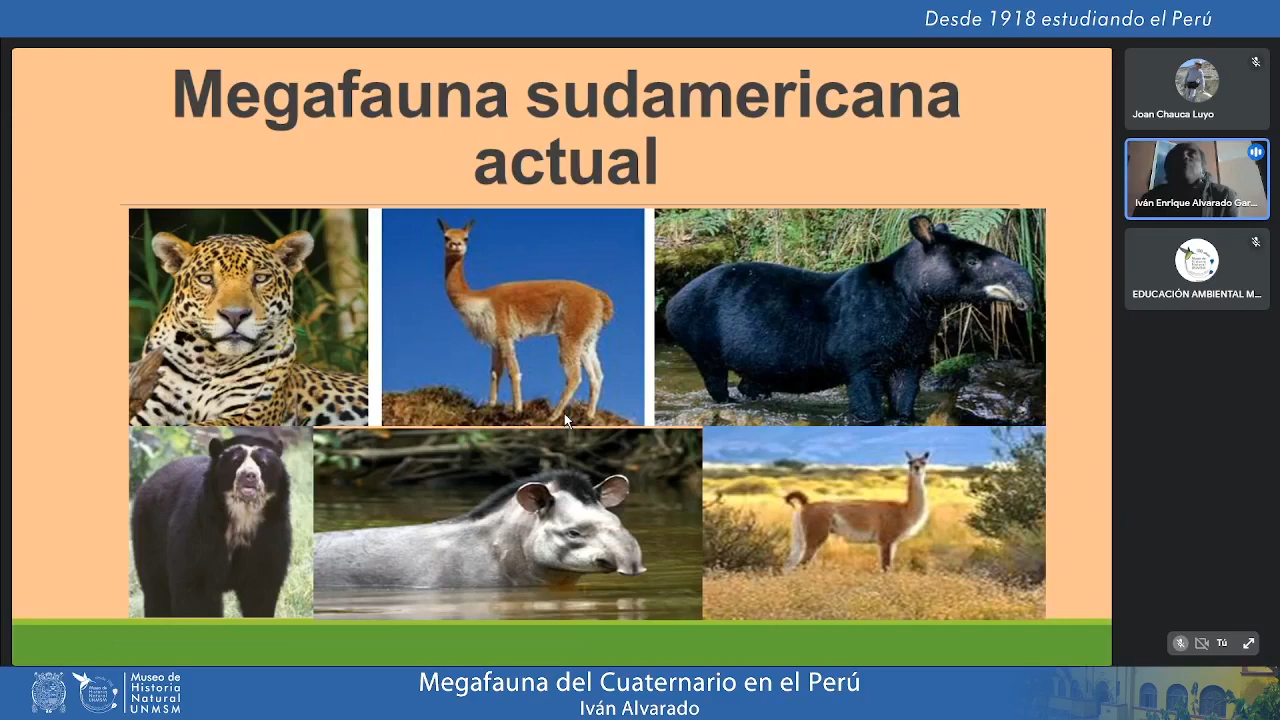 Desde 1918 estudiando el Perú
Megafauna sudamericana
actual
Joan Chauca Luyo
Iván Enrique Alvarado Gar...
EDUCACIÓN AMBIENTAL M...
Tú
Museo de
Historia
Natural
UNMSM
Megafauna del Cuaternario en el Perú
Iván Alvarado